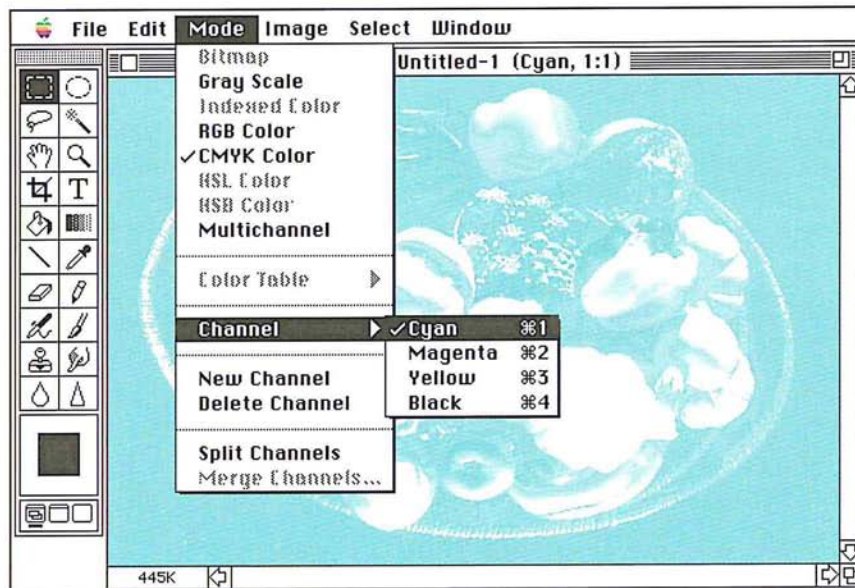 File Edit Mode Image Select Window
Untitled-1 (Cyan, 1:1)
Bitmap
Gray Scale
Indexed Color
RGB Color
✓CMYK Color
HSL Color
HSB Color
Multichannel
Color Table
Channel
✓Cyan ⌘1
Magenta ⌘2
Yellow ⌘3
Black ⌘4
New Channel
Delete Channel
Split Channels
Merge Channels...
T
445K